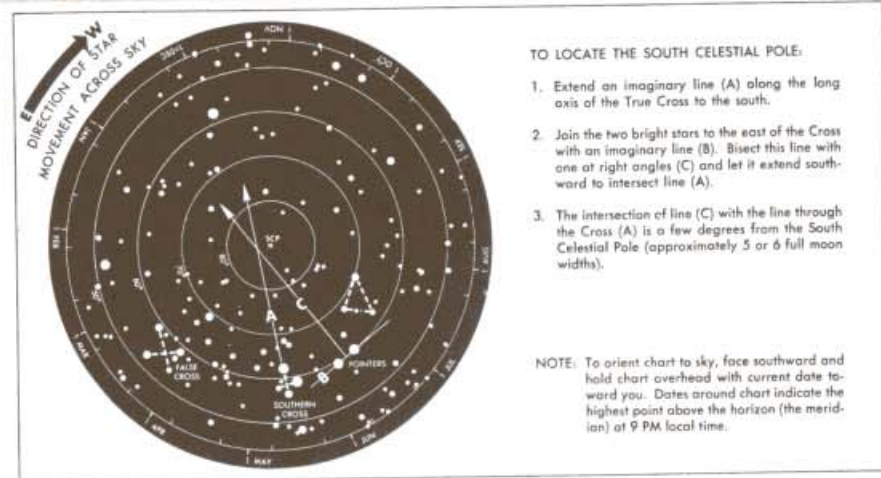 E
W
DIRECTION OF STAR
MOVEMENT ACROSS SKY
NOV
OCT
SEP
JUL
JUN
MAY
APR
MAR
FEB
JAN
DEC
SCP
A
C
B
FALSE
CROSS
SOUTHERN
CROSS
POINTERS
TO LOCATE THE SOUTH CELESTIAL POLE:
1. Extend an imaginary line (A) along the long
axis of the True Cross to the south.
2. Join the two bright stars to the east of the Cross
with an imaginary line (B). Bisect this line with
one at right angles (C) and let it extend south-
ward to intersect line (A).
3. The intersection of line (C) with the line through
the Cross (A) is a few degrees from the South
Celestial Pole (approximately 5 or 6 full moon
widths).
NOTE: To orient chart to sky, face southward and
hold chart overhead with current date to-
ward you. Dates around chart indicate the
highest point above the horizon (the merid-
ian) at 9 PM local time.